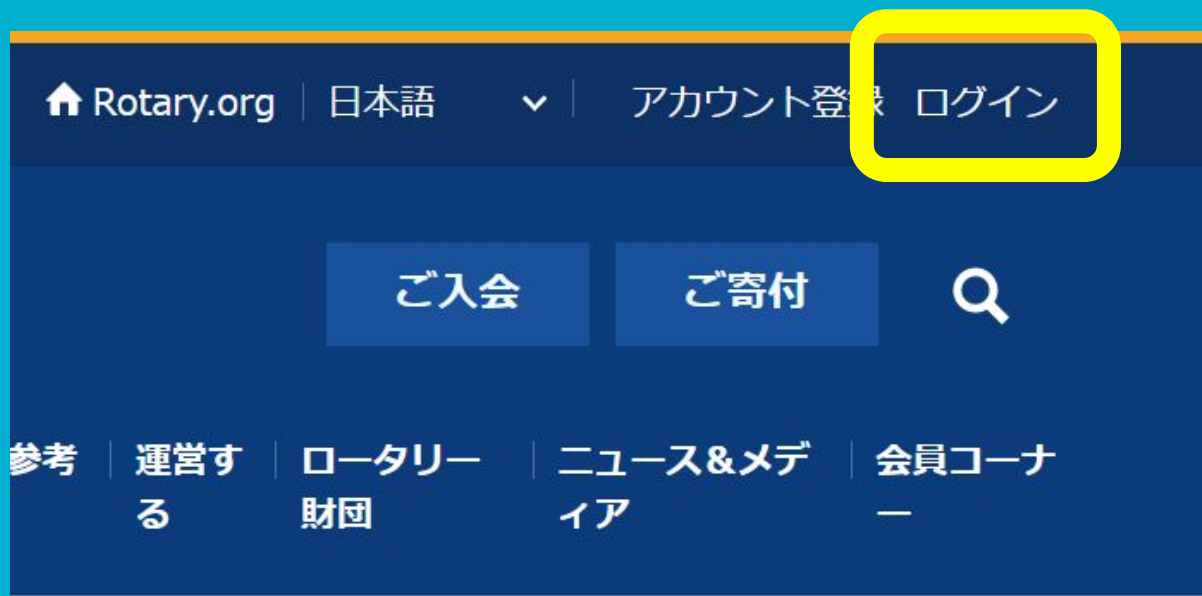 Rotary.org 日本語 アカウント登録 ログイン
ご入会 ご寄付
参考 運営す ロータリー ニュース&メデ 会員コーナ
る 財団 ィア ー